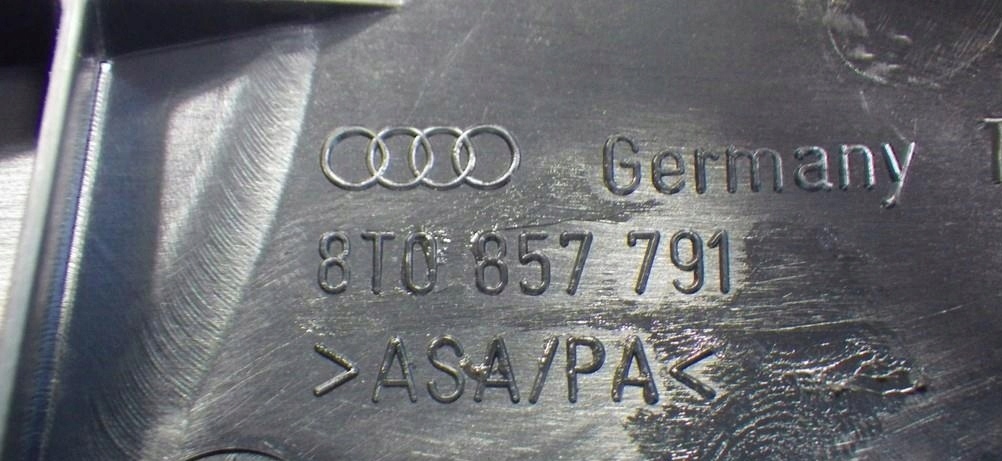 Germany
8T0 857 791
>ASA/PA<